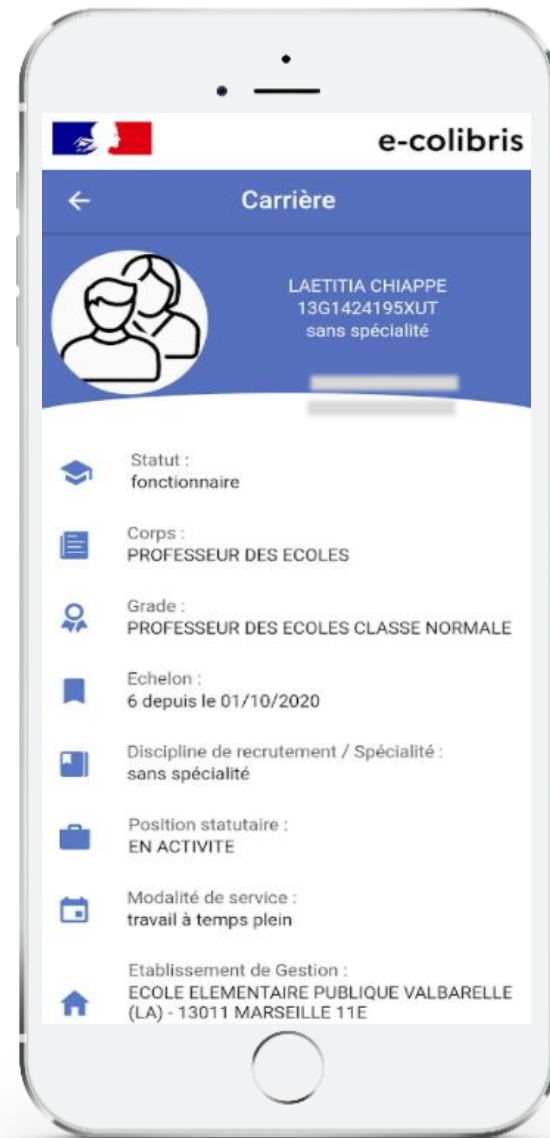 e-colibris
Carrière
LAETITIA CHIAPPE
13G1424195XUT
sans spécialité
Statut :
fonctionnaire
Corps :
PROFESSEUR DES ECOLES
Grade :
PROFESSEUR DES ECOLES CLASSE NORMALE
Echelon :
6 depuis le 01/10/2020
Discipline de recrutement / Spécialité :
sans spécialité
Position statutaire :
EN ACTIVITE
Modalité de service :
travail à temps plein
Etablissement de Gestion :
ECOLE ELEMENTAIRE PUBLIQUE VALBARELLE
(LA) - 13011 MARSEILLE 11E